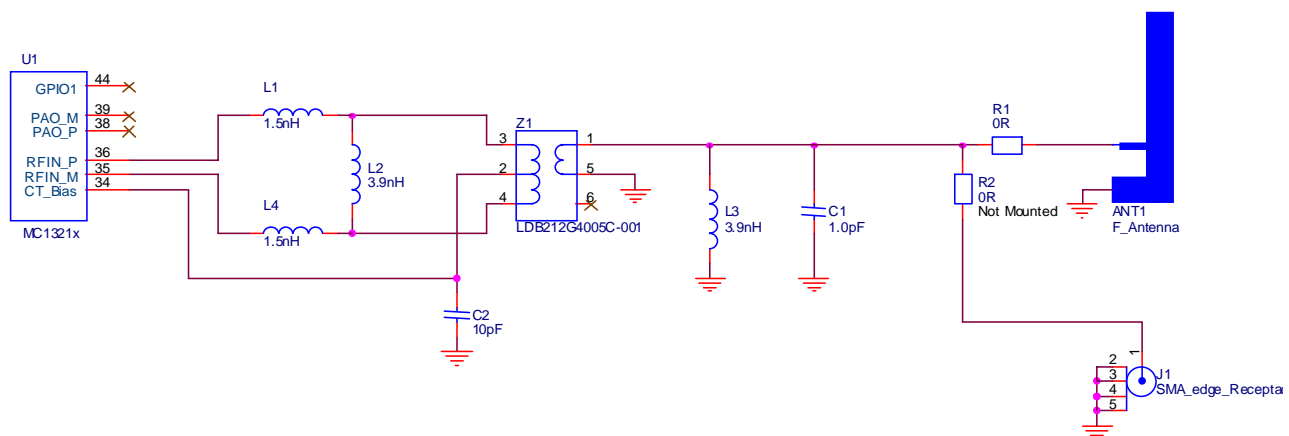 U1
GPIO1
44
PAO_M
39
PAO_P
38
RFIN_P
36
RFIN_M
35
CT_Bias
34
MC1321x
L1
1.5nH
L2
3.9nH
L4
1.5nH
C2
10pF
Z1
3
2
4
1
5
6
LDB212G4005C-001
L3
3.9nH
C1
1.0pF
R1
0R
R2
0R
Not Mounted
ANT1
F_Antenna
1
2
3
4
5
J1
SMA_edge_Recepta